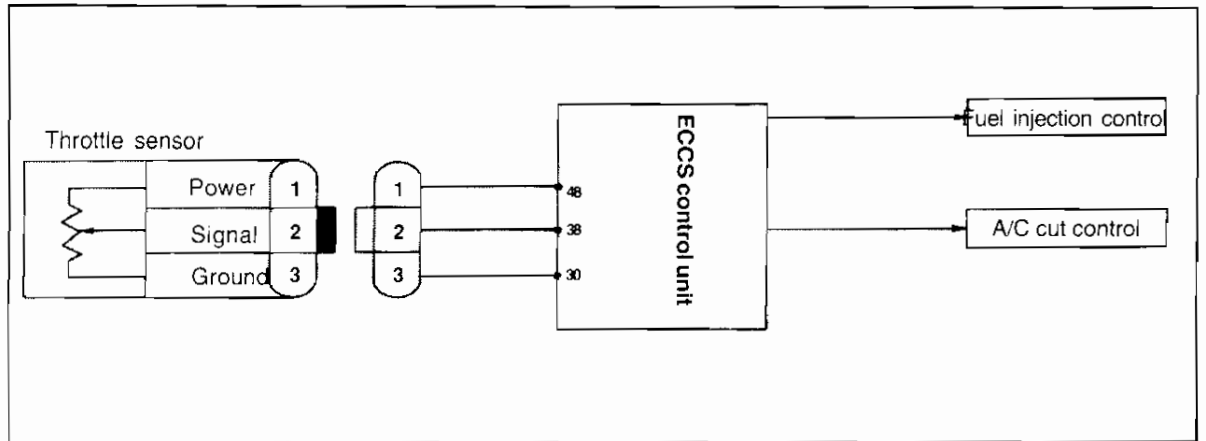 Throttle sensor
Power 1
Signal 2
Ground 3
1
2
3
48
38
30
ECCS control unit
Fuel injection control
A/C cut control